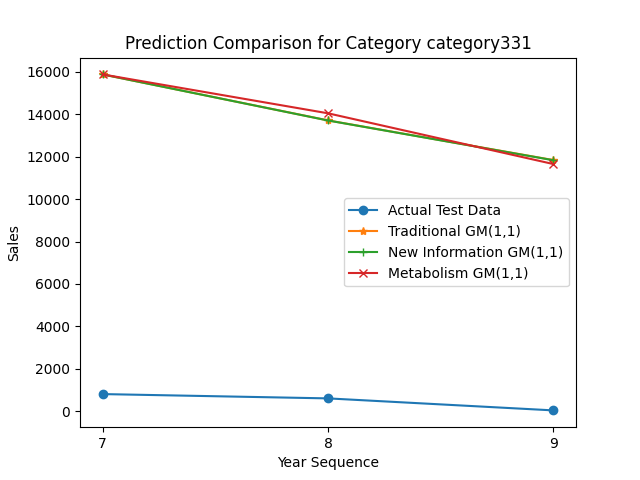 Prediction Comparison for Category category331
16000
14000
12000
10000
8000
6000
4000
2000
0
Sales
Actual Test Data
Traditional GM(1,1)
New Information GM(1,1)
Metabolism GM(1,1)
7
8
9
Year Sequence